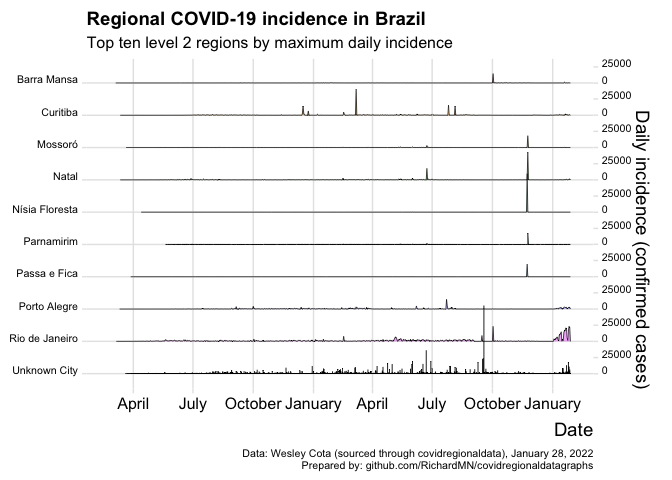 Regional COVID-19 incidence in Brazil
Top ten level 2 regions by maximum daily incidence
Barra Mansa
Curitiba
Mossoró
Natal
Nísia Floresta
Parnamirim
Passa e Fica
Porto Alegre
Rio de Janeiro
Unknown City
25000
0
25000
0
25000
0
25000
0
25000
0
25000
0
25000
0
25000
0
25000
0
25000
0
Daily incidence (confirmed cases)
April July October January April July October January
Date
Data: Wesley Cota (sourced through covidregionaldata), January 28, 2022
Prepared by: github.com/RichardMN/covidregionaldatagraphs